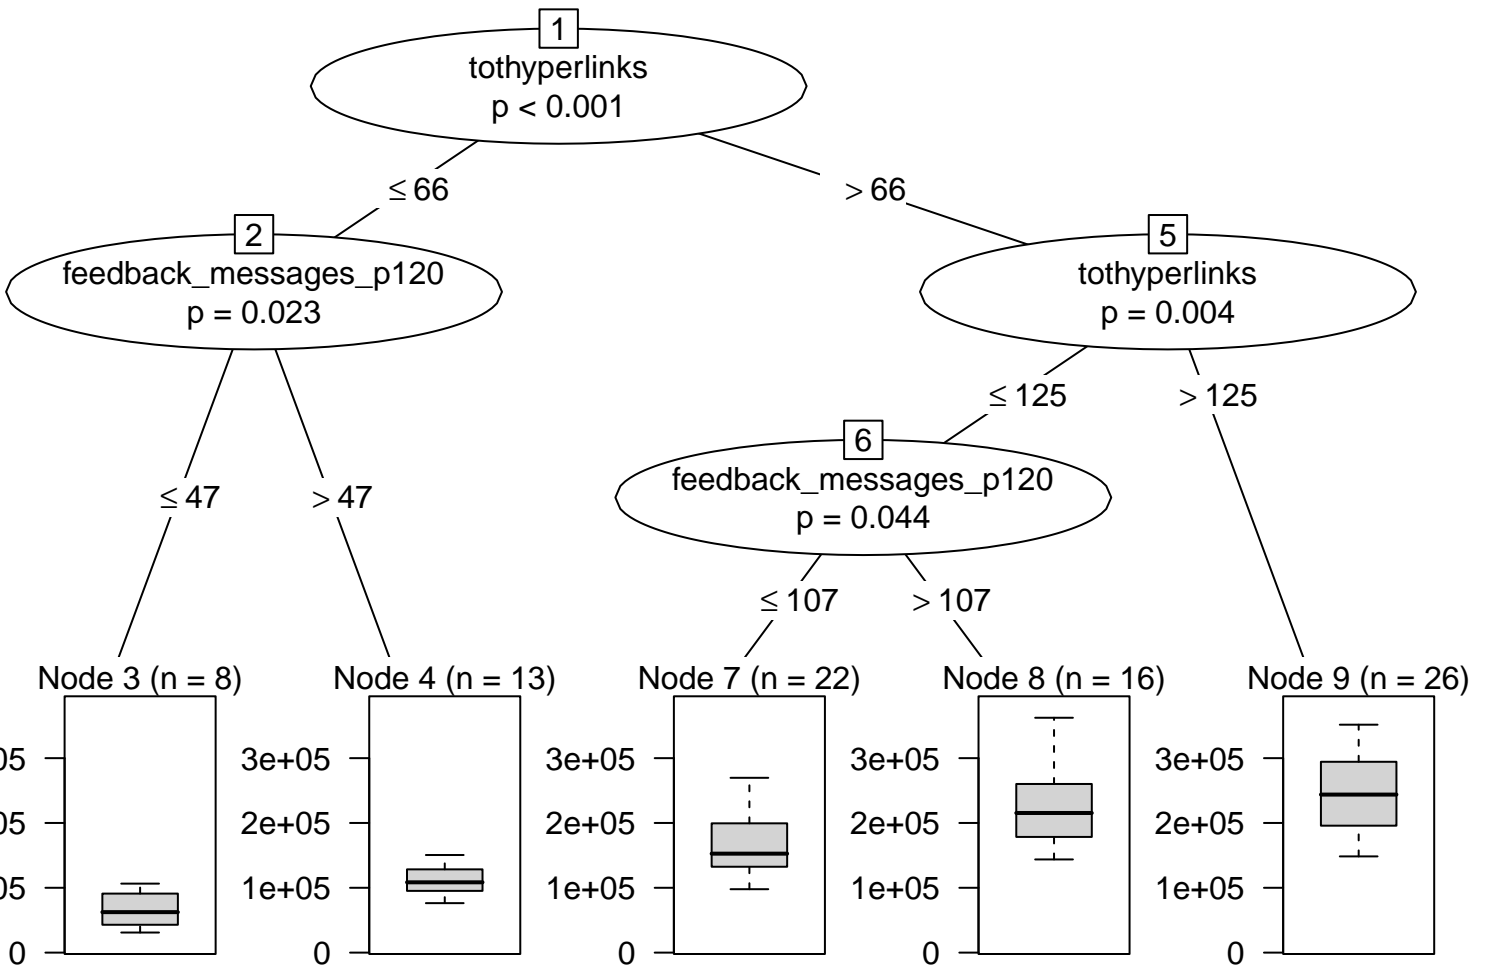 1
tothyperlinks
p < 0.001
≤ 66
> 66
2
feedback_messages_p120
p = 0.023
5
tothyperlinks
p = 0.004
≤ 125
> 125
6
feedback_messages_p120
p = 0.044
≤ 47
> 47
≤ 107
> 107
Node 3 (n = 8)
05
05
05
0
Node 4 (n = 13)
3e+05
2e+05
1e+05
0
Node 7 (n = 22)
3e+05
2e+05
1e+05
0
Node 8 (n = 16)
3e+05
2e+05
1e+05
0
Node 9 (n = 26)
3e+05
2e+05
1e+05
0